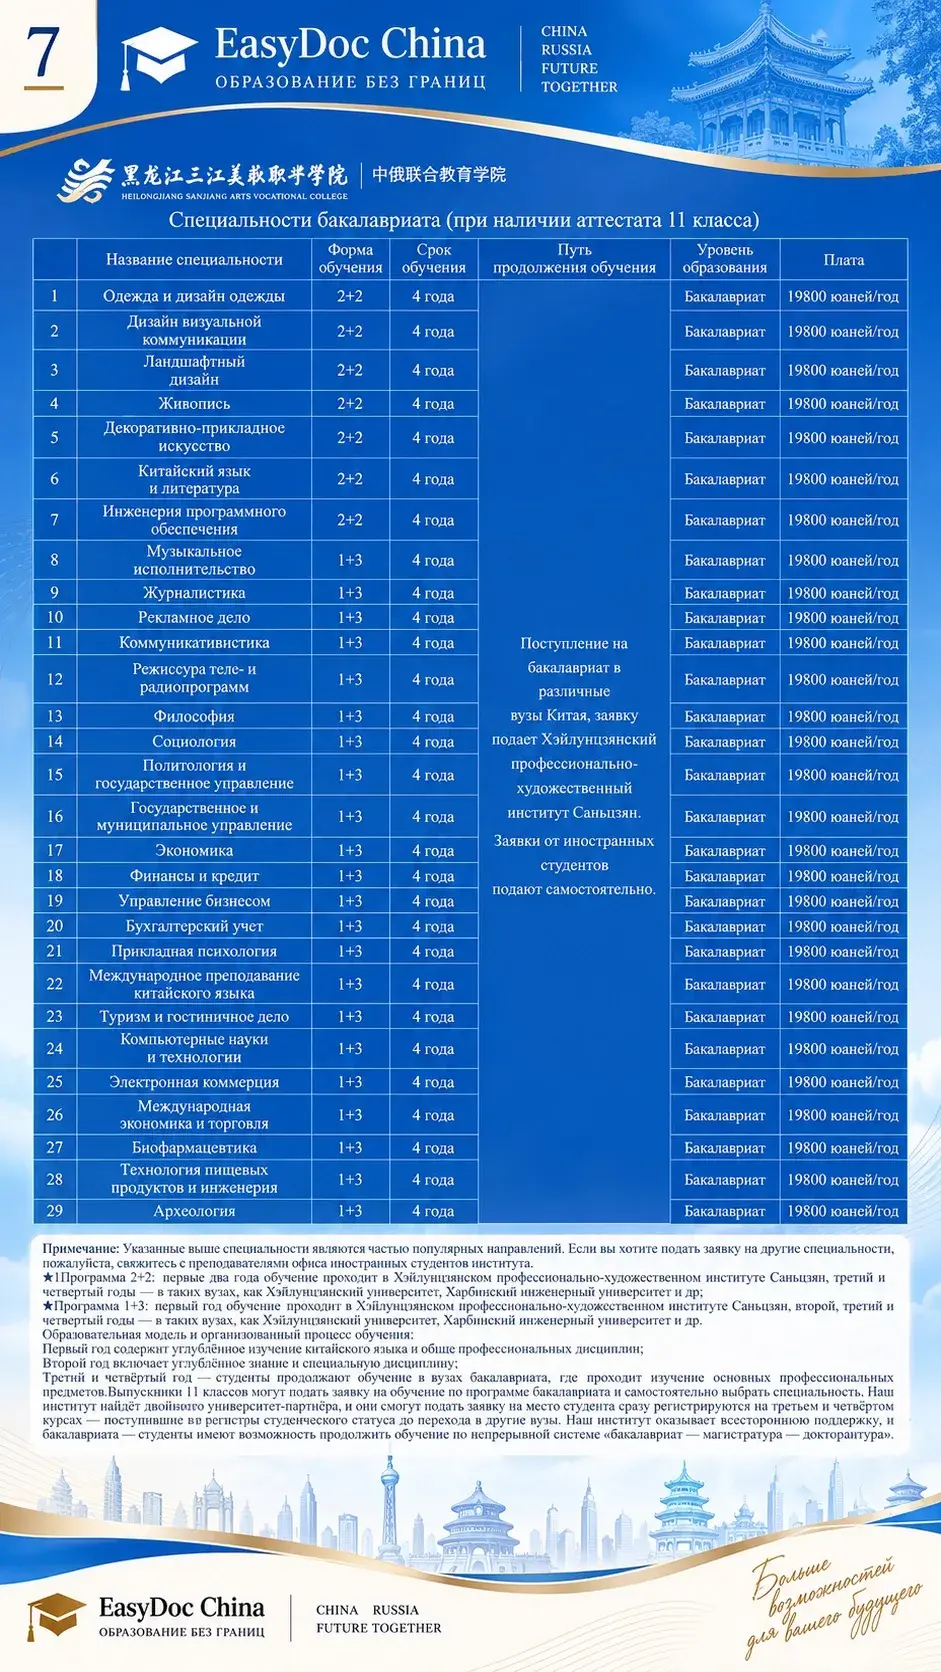 7
EasyDoc China
ОБРАЗОВАНИЕ БЕЗ ГРАНИЦ
CHINA
RUSSIA
FUTURE
TOGETHER
黑龙江三江美术职业学院 中俄联合教育学院
HEILONGJIANG SANJIANG ARTS VOCATIONAL COLLEGE
Специальности бакалавриата (при наличии аттестата 11 класса)
Название специальности Форма обучения Срок обучения Путь продолжения обучения Уровень образования Плата
1 Одежда и дизайн одежды 2+2 4 года Бакалавриат 19800 юаней/год
2 Дизайн визуальной коммуникации 2+2 4 года Бакалавриат 19800 юаней/год
3 Ландшафтный дизайн 2+2 4 года Бакалавриат 19800 юаней/год
4 Живопись 2+2 4 года Бакалавриат 19800 юаней/год
5 Декоративно-прикладное искусство 2+2 4 года Бакалавриат 19800 юаней/год
6 Китайский язык и литература 2+2 4 года Бакалавриат 19800 юаней/год
7 Инженерия программного обеспечения 2+2 4 года Бакалавриат 19800 юаней/год
8 Музыкальное исполнительство 1+3 4 года Бакалавриат 19800 юаней/год
9 Журналистика 1+3 4 года Бакалавриат 19800 юаней/год
10 Рекламное дело 1+3 4 года Бакалавриат 19800 юаней/год
11 Коммуникативистика 1+3 4 года Бакалавриат 19800 юаней/год
12 Режиссура теле- и радиопрограмм 1+3 4 года Бакалавриат 19800 юаней/год
13 Философия 1+3 4 года Бакалавриат 19800 юаней/год
14 Социология 1+3 4 года Бакалавриат 19800 юаней/год
15 Политология и государственное управление 1+3 4 года Бакалавриат 19800 юаней/год
16 Государственное и муниципальное управление 1+3 4 года Бакалавриат 19800 юаней/год
17 Экономика 1+3 4 года Бакалавриат 19800 юаней/год
18 Финансы и кредит 1+3 4 года Бакалавриат 19800 юаней/год
19 Управление бизнесом 1+3 4 года Бакалавриат 19800 юаней/год
20 Бухгалтерский учет 1+3 4 года Бакалавриат 19800 юаней/год
21 Прикладная психология 1+3 4 года Бакалавриат 19800 юаней/год
22 Международное преподавание китайского языка 1+3 4 года Бакалавриат 19800 юаней/год
23 Туризм и гостиничное дело 1+3 4 года Бакалавриат 19800 юаней/год
24 Компьютерные науки и технологии 1+3 4 года Бакалавриат 19800 юаней/год
25 Электронная коммерция 1+3 4 года Бакалавриат 19800 юаней/год
26 Международная экономика и торговля 1+3 4 года Бакалавриат 19800 юаней/год
27 Биофармацевтика 1+3 4 года Бакалавриат 19800 юаней/год
28 Технология пищевых продуктов и инженерия 1+3 4 года Бакалавриат 19800 юаней/год
29 Археология 1+3 4 года Бакалавриат 19800 юаней/год
Поступление на
бакалавриат в
различные
вузы Китая, заявку
подает Хэйлунцзянский
профессионально-
художественный
институт Саньцзян.
Заявки от иностранных
студентов
подают самостоятельно.
Примечание: Указанные выше специальности являются частью популярных направлений. Если вы хотите подать заявку на другие специальности,
пожалуйста, свяжитесь с преподавателями офиса иностранных студентов института.
★1Программа 2+2: первые два года обучение проходит в Хэйлунцзянском профессионально-художественном институте Саньцзян, третий и
четвертый годы — в таких вузах, как Хэйлунцзянский университет, Харбинский инженерный университет и др;
★Программа 1+3: первый год обучение проходит в Хэйлунцзянском профессионально-художественном институте Саньцзян, второй, третий и
четвертый годы — в таких вузах, как Хэйлунцзянский университет, Харбинский инженерный университет и др.
Образовательная модель и организованный процесс обучения:
Первый год содержит углублённое изучение китайского языка и обще профессиональных дисциплин;
Второй год включает углублённое знание и специальную дисциплину;
Третий и четвёртый год — студенты продолжают обучение в вузах бакалавриата, где проходит изучение основных профессиональных
предметов.Выпускники 11 классов могут подать заявку на обучение по программе бакалавриата и самостоятельно выбрать специальность. Наш
институт найдёт двойного университет-партнёра, и они смогут подать заявку на место студента сразу регистрируются на третьем и четвёртом
курсах — поступившие вр регистры студенческого статуса до перехода в другие вузы. Наш институт оказывает всестороннюю поддержку, и
бакалавриата — студенты имеют возможность продолжить обучение по непрерывной системе «бакалавриат — магистратура — докторантура».
EasyDoc China
ОБРАЗОВАНИЕ БЕЗ ГРАНИЦ
CHINA RUSSIA
FUTURE TOGETHER
Больше
возможностей
для вашего будущего